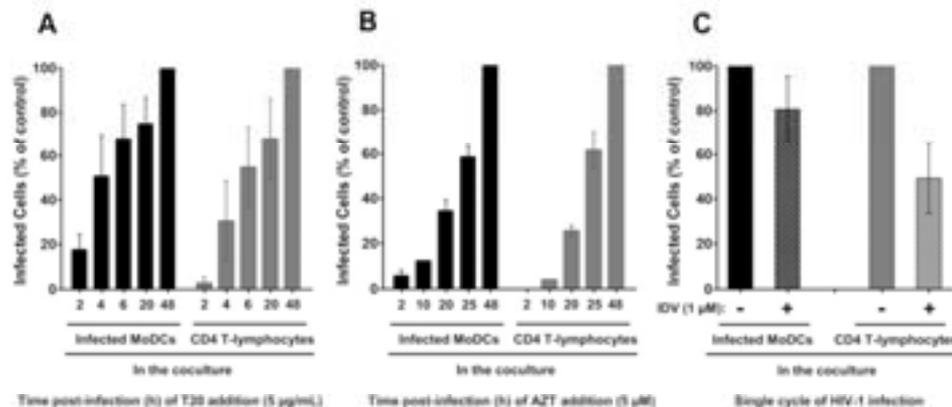 A
B
C
Infected Cells (% of control)
100
80
60
40
20
0
2 4 6 20 48
2 4 6 20 48
Infected MoDCs
CD4 T-lymphocytes
In the coculture
Time post-infection (h) of T20 addition (5 µg/mL)
Infected Cells (% of control)
100
80
60
40
20
0
2 10 20 25 48
2 10 20 25 48
Infected MoDCs
CD4 T-lymphocytes
In the coculture
Time post-infection (h) of AZT addition (5 µM)
Infected Cells (% of control)
100
80
60
40
20
0
IDV (1 µM): - + - +
Infected MoDCs
CD4 T-lymphocytes
In the coculture
Single cycle of HIV-1 infection